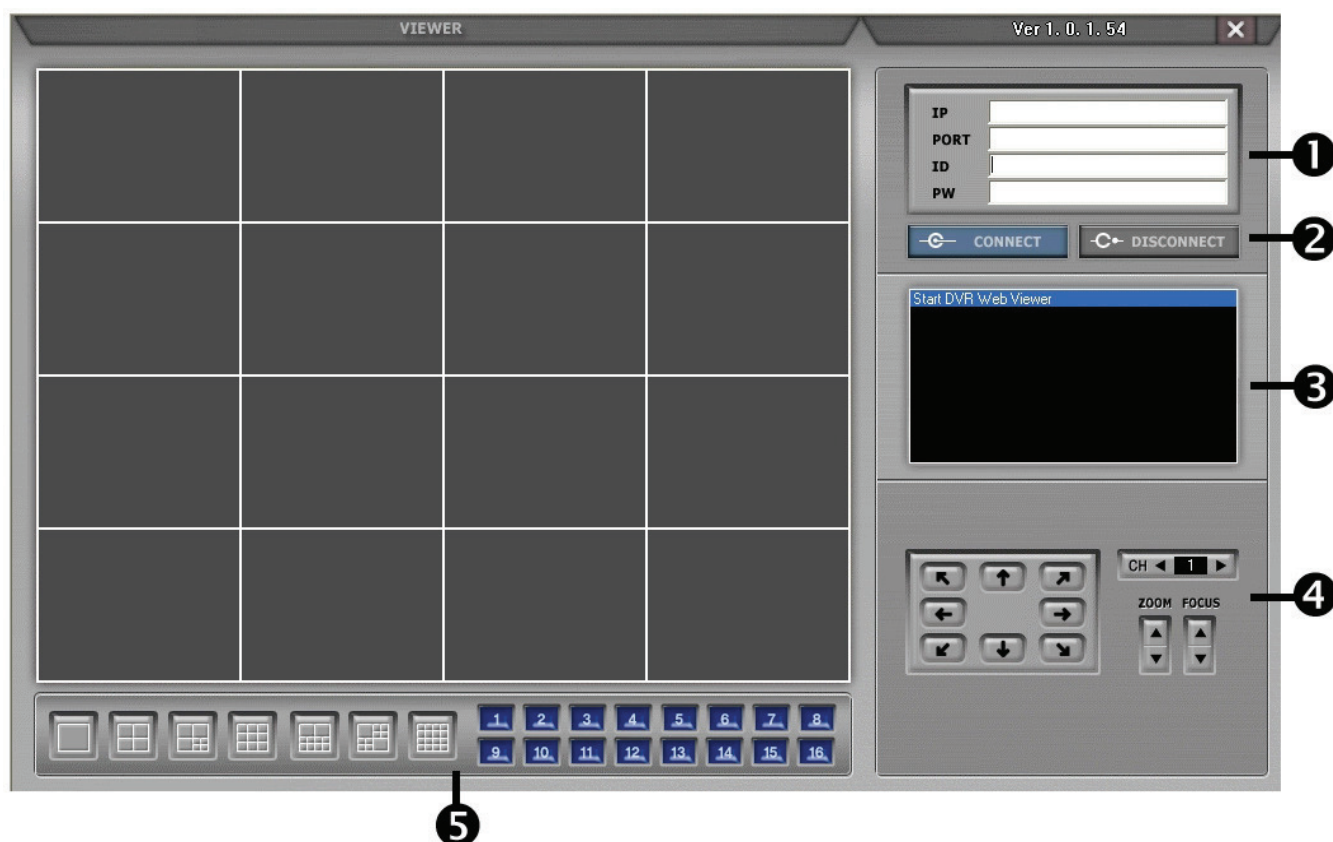 VIEWER
Ver 1. 0. 1. 54
IP
PORT
ID
PW
1
CONNECT
DISCONNECT
2
Start DVR Web Viewer
3
CH 1
ZOOM FOCUS
4
1 2 3 4 5 6 7 8
9 10 11 12 13 14 15 16
5